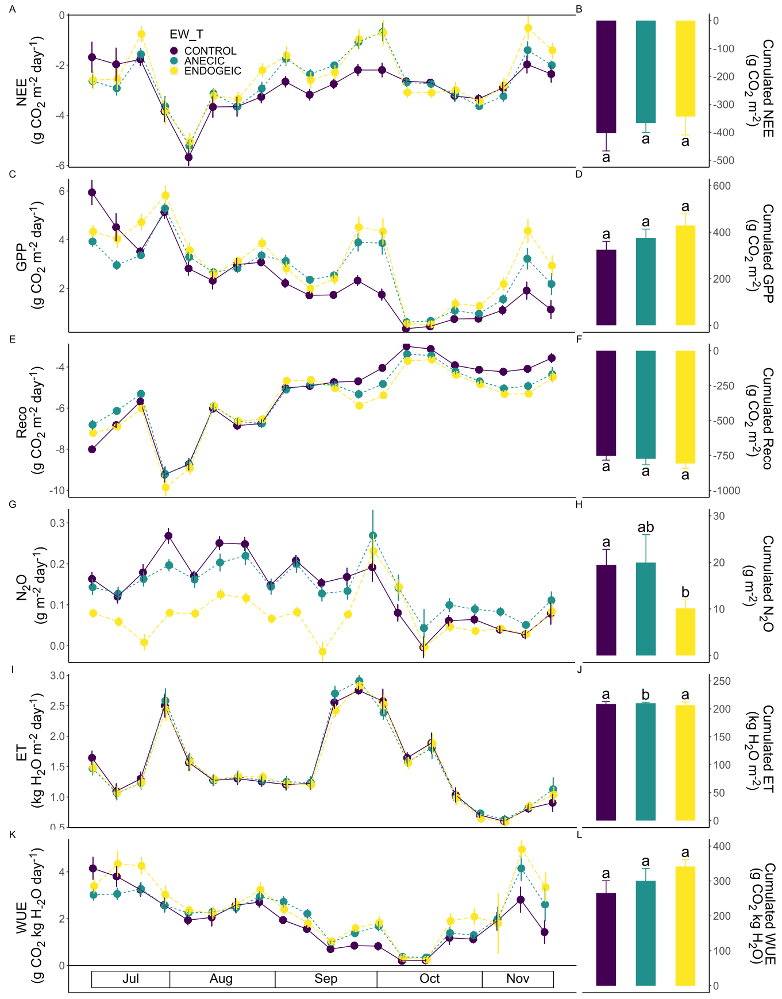 A
B
NEE
(g CO2 m-2 day-1)
0
-2
-4
-6
EW_T
CONTROL
ANECIC
ENDOGEIC
a
a
a
0
-100
-200
-300
-400
-500
Cumulated NEE
(g CO2 m-2)
C
D
GPP
(g CO2 m-2 day-1)
6
4
2
a
a
a
600
400
200
0
Cumulated GPP
(g CO2 m-2)
E
F
Reco
(g CO2 m-2 day-1)
-4
-6
-8
-10
a
a
a
0
-250
-500
-750
-1000
Cumulated Reco
(g CO2 m-2)
G
H
N2O
(g m-2 day-1)
0.3
0.2
0.1
0.0
a
ab
b
30
20
10
0
Cumulated N2O
(g m-2)
I
J
ET
(kg H2O m-2 day-1)
3.0
2.5
2.0
1.5
1.0
0.5
a
b
a
250
200
150
100
50
0
Cumulated ET
(kg H2O m-2)
K
L
WUE
(g CO2 kg H-2O day-1)
4
2
0
a
a
a
400
300
200
100
0
Cumulated WUE
(g CO2 kg H2O)
Jul
Aug
Sep
Oct
Nov